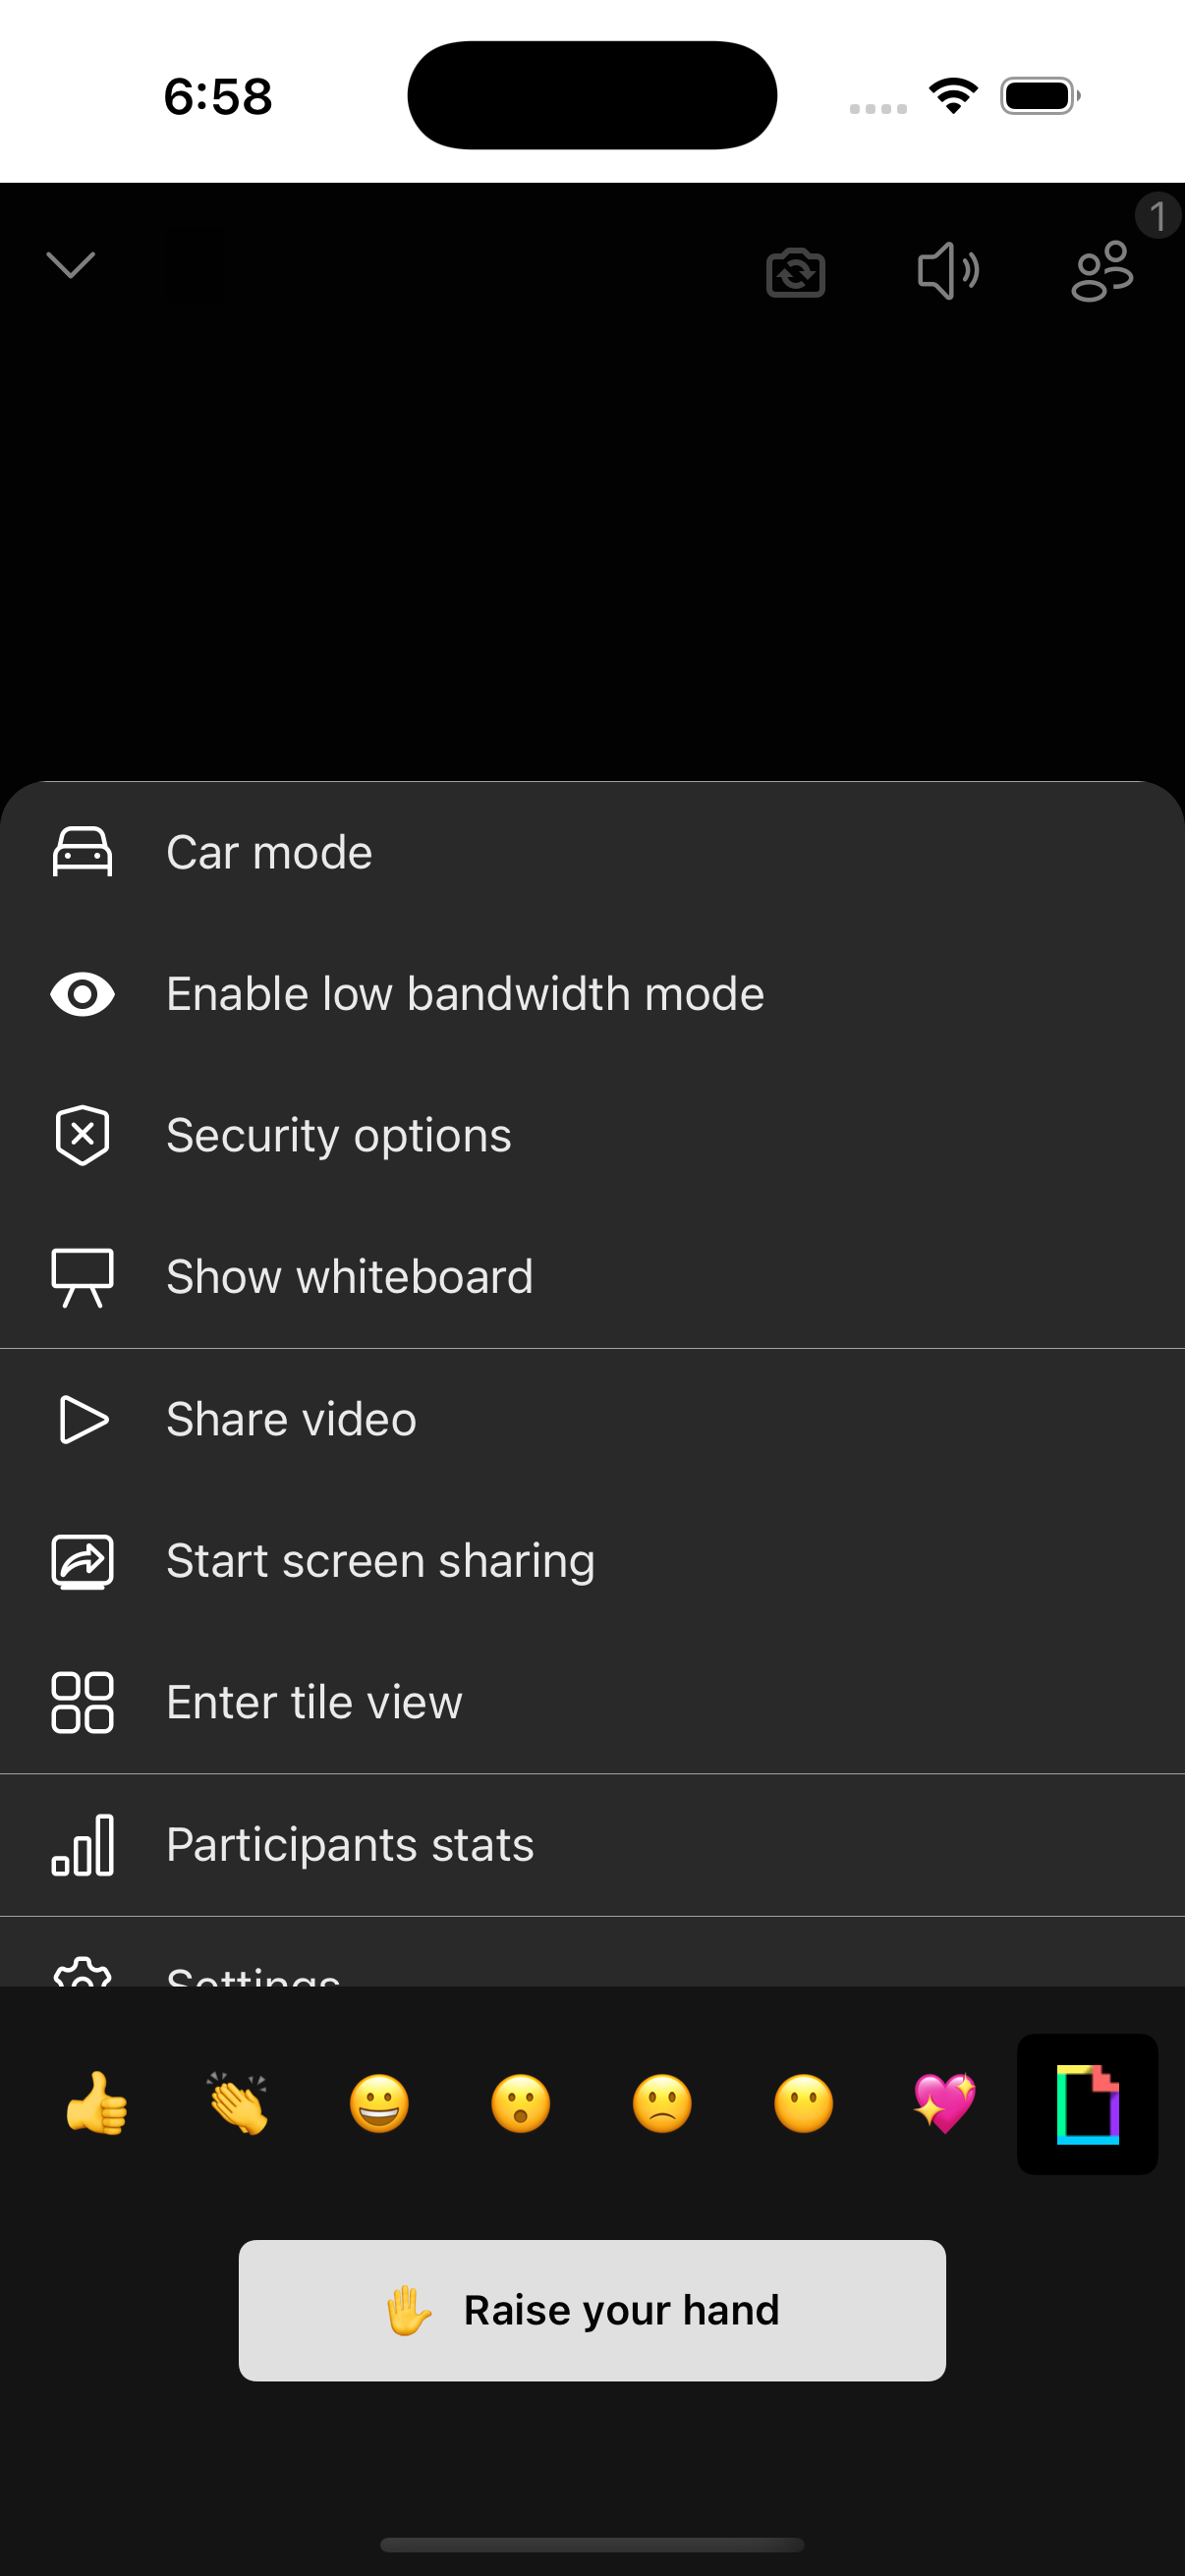 6:58
1
Car mode
Enable low bandwidth mode
Security options
Show whiteboard
Share video
Start screen sharing
Enter tile view
Participants stats
Settings
Raise your hand